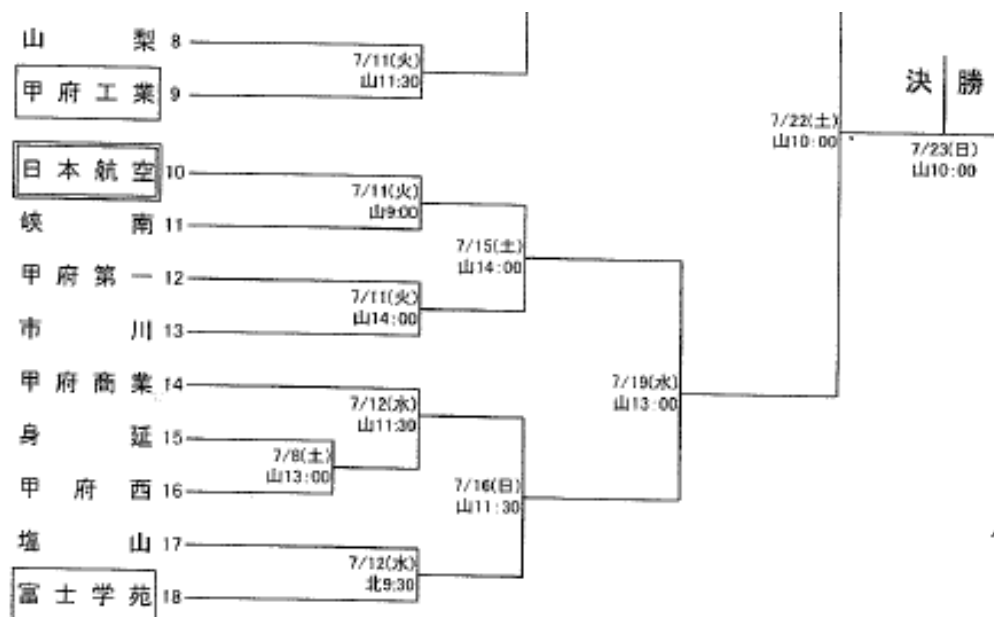 山梨 8
7/11(火)
山11:30
甲府工業 9
決勝
7/22(土)
山10:00
7/23(日)
山10:00
日本航空 10
7/11(火)
山9:00
峡南 11
7/15(土)
山14:00
甲府第一 12
7/11(火)
山14:00
市川 13
甲府商業 14
7/12(水)
山11:30
7/19(水)
山13:00
身延 15
7/8(土)
山13:00
甲府西 16
7/16(日)
山11:30
塩山 17
7/12(水)
北9:30
富士学苑 18